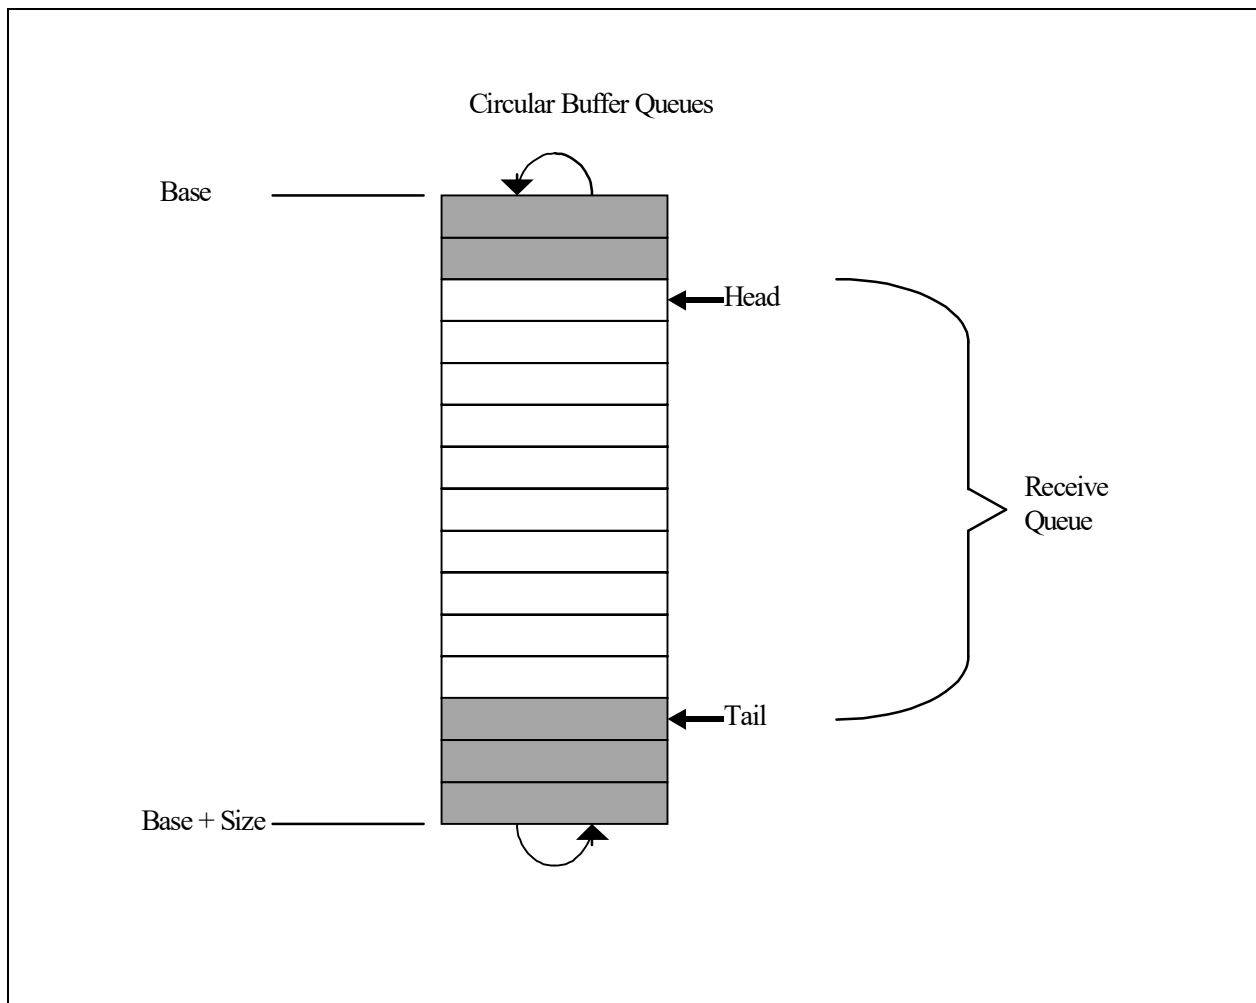 Circular Buffer Queues
Base
Head
Receive
Queue
Tail
Base + Size